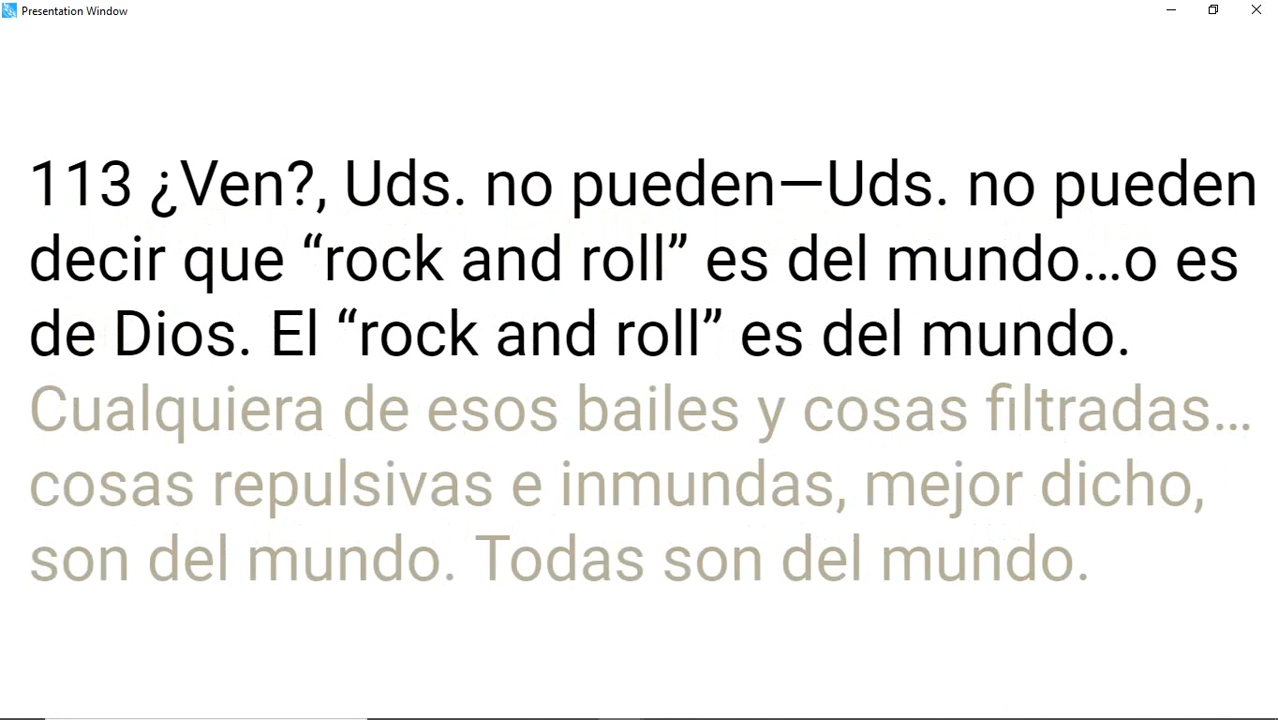 Presentation Window
113 ¿Ven?, Uds. no pueden—Uds. no pueden
decir que “rock and roll” es del mundo...o es
de Dios. El “rock and roll” es del mundo.
Cualquiera de esos bailes y cosas filtradas...
cosas repulsivas e inmundas, mejor dicho,
son del mundo. Todas son del mundo.